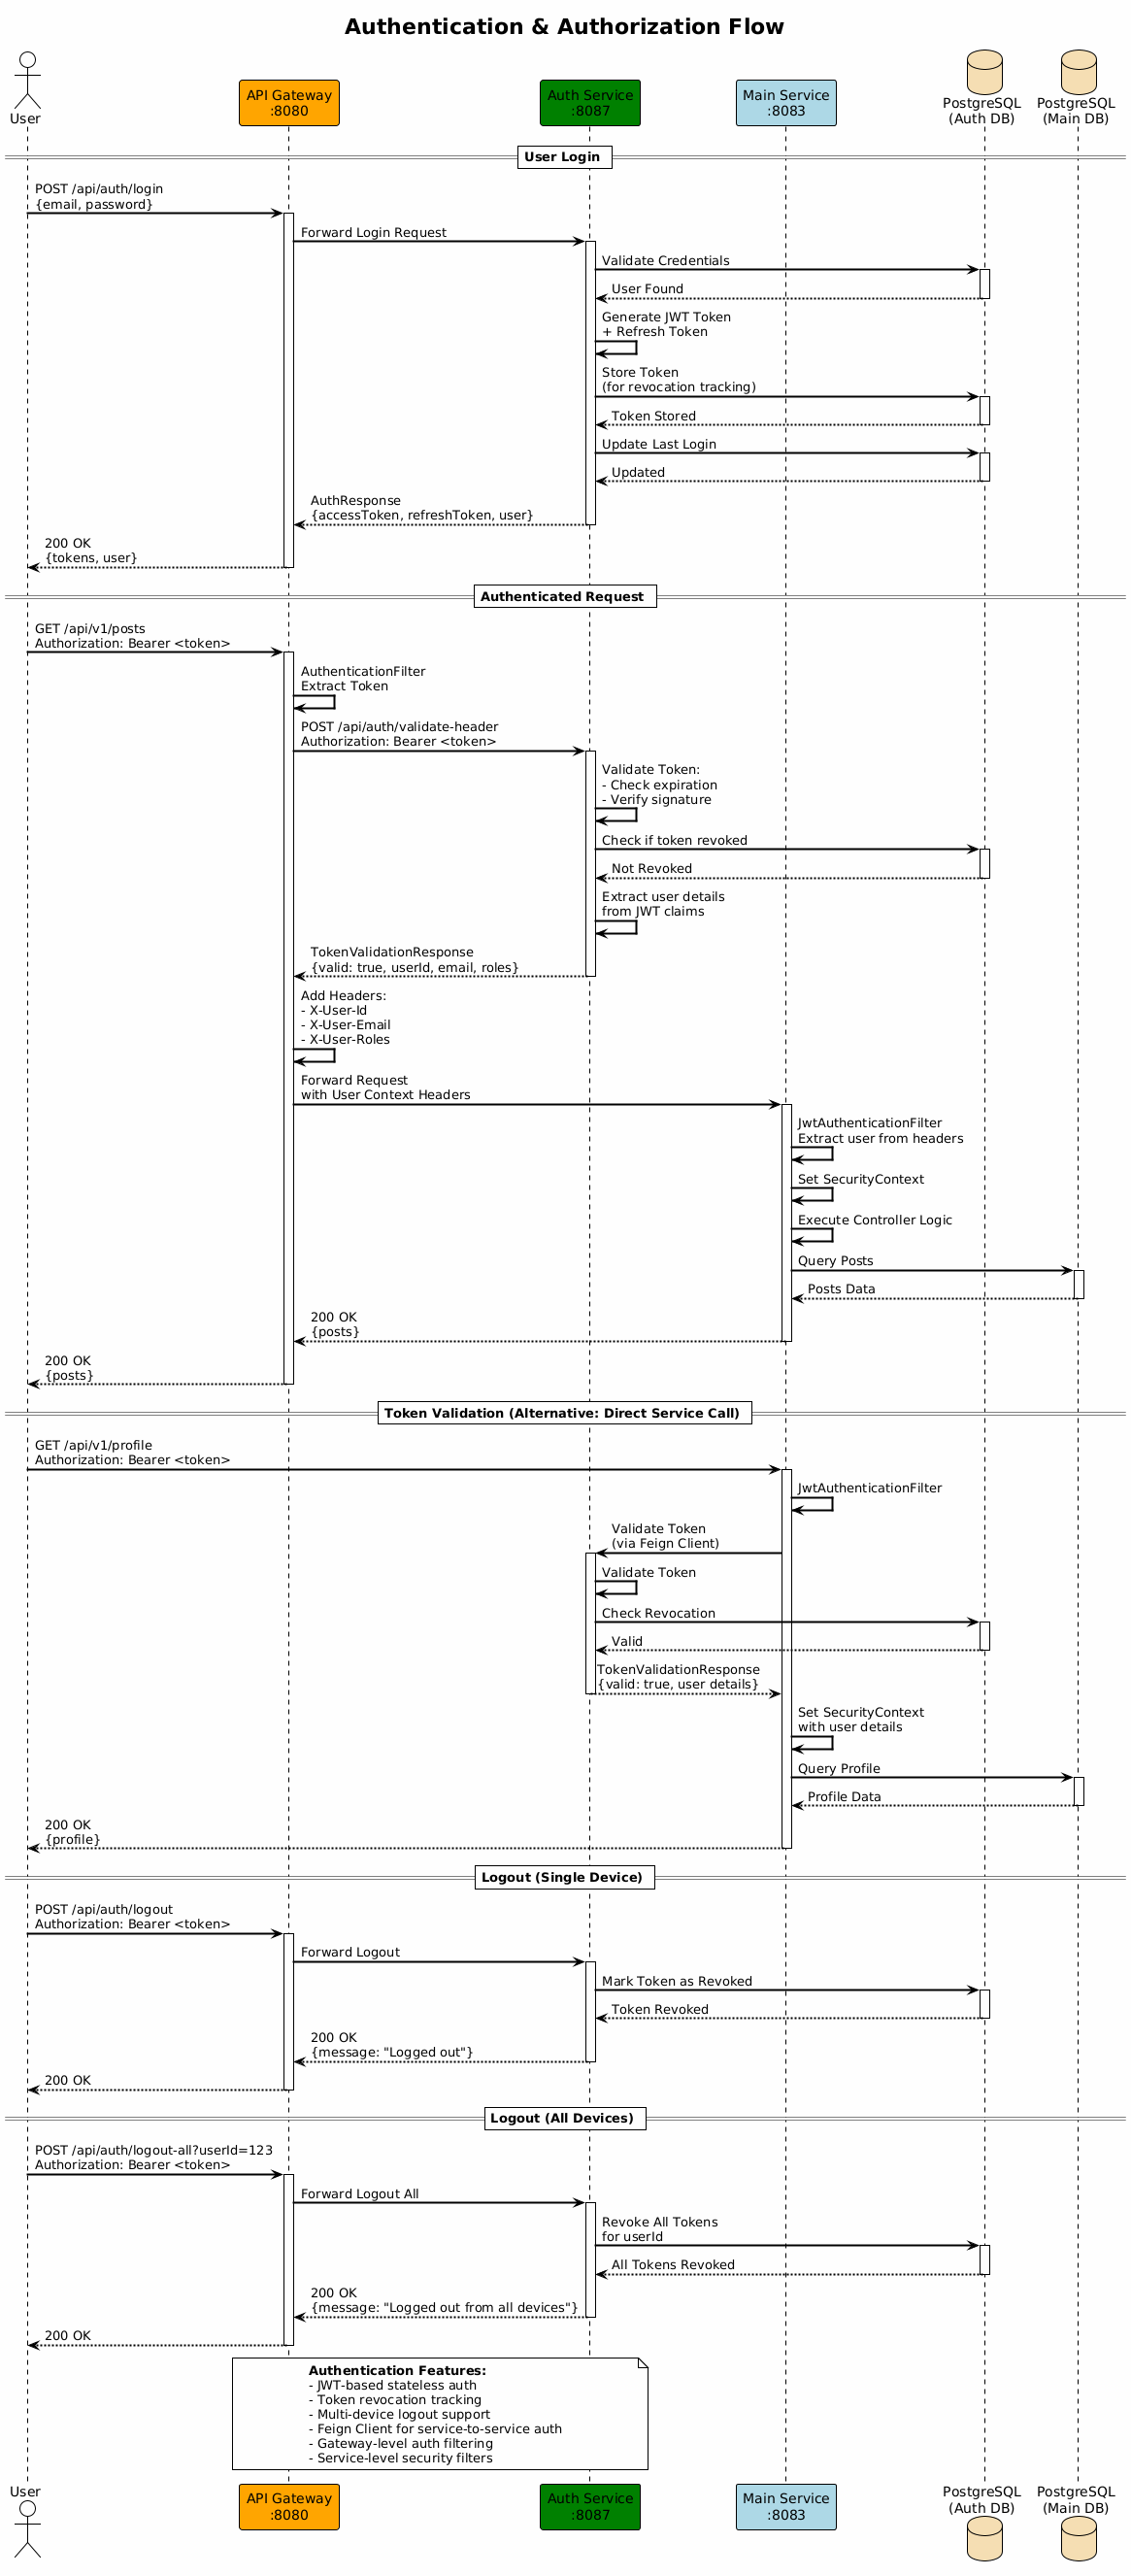 Authentication & Authorization Flow
User
API Gateway
:8080
Auth Service
:8087
Main Service
:8083
PostgreSQL
(Auth DB)
PostgreSQL
(Main DB)
User Login
POST /api/auth/login
{email, password}
Forward Login Request
Validate Credentials
User Found
Generate JWT Token
+ Refresh Token
Store Token
(for revocation tracking)
Token Stored
Update Last Login
Updated
AuthResponse
{accessToken, refreshToken, user}
200 OK
{tokens, user}
Authenticated Request
GET /api/v1/posts
Authorization: Bearer <token>
AuthenticationFilter
Extract Token
POST /api/auth/validate-header
Authorization: Bearer <token>
Validate Token:
- Check expiration
- Verify signature
Check if token revoked
Not Revoked
Extract user details
from JWT claims
TokenValidationResponse
{valid: true, userId, email, roles}
Add Headers:
- X-User-Id
- X-User-Email
- X-User-Roles
Forward Request
with User Context Headers
JwtAuthenticationFilter
Extract user from headers
Set SecurityContext
Execute Controller Logic
Query Posts
Posts Data
200 OK
{posts}
200 OK
{posts}
Token Validation (Alternative: Direct Service Call)
GET /api/v1/profile
Authorization: Bearer <token>
JwtAuthenticationFilter
Validate Token
(via Feign Client)
Validate Token
Check Revocation
Valid
TokenValidationResponse
{valid: true, user details}
Set SecurityContext
with user details
Query Profile
Profile Data
200 OK
{profile}
Logout (Single Device)
POST /api/auth/logout
Authorization: Bearer <token>
Forward Logout
Mark Token as Revoked
Token Revoked
200 OK
{message: "Logged out"}
200 OK
Logout (All Devices)
POST /api/auth/logout-all?userId=123
Authorization: Bearer <token>
Forward Logout All
Revoke All Tokens
for userId
All Tokens Revoked
200 OK
{message: "Logged out from all devices"}
200 OK
Authentication Features:
- JWT-based stateless auth
- Token revocation tracking
- Multi-device logout support
- Feign Client for service-to-service auth
- Gateway-level auth filtering
- Service-level security filters
User
API Gateway
:8080
Auth Service
:8087
Main Service
:8083
PostgreSQL
(Auth DB)
PostgreSQL
(Main DB)